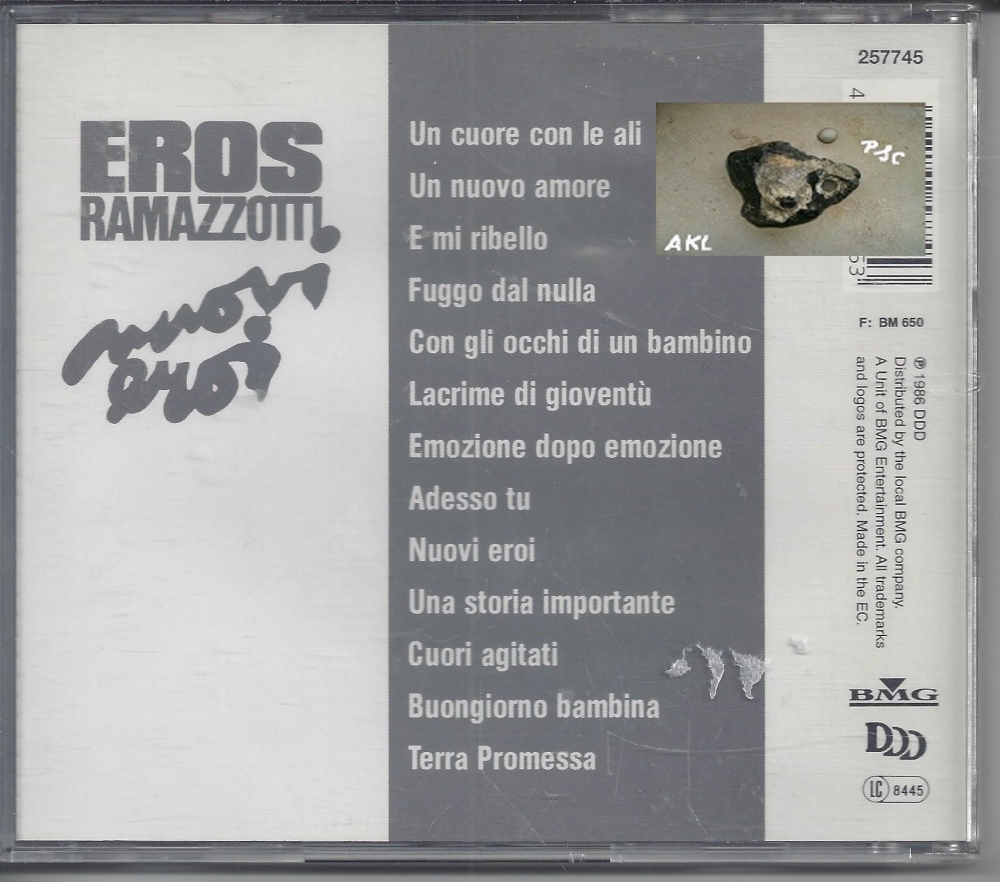 EROS
RAMAZZOTTI
nuovi
eroi
Un cuore con le ali
Un nuovo amore
E mi ribello
Fuggo dal nulla
Con gli occhi di un bambino
Lacrime di gioventù
Emozione dopo emozione
Adesso tu
Nuovi eroi
Una storia importante
Cuori agitati
Buongiorno bambina
Terra Promessa
257745
4
PSC
AKL
53
F: BM 650
℗ 1986 DDD
Distributed by the local BMG company.
A Unit of BMG Entertainment. All trademarks
and logos are protected. Made in the EC.
BMG
DDD
LC 8445